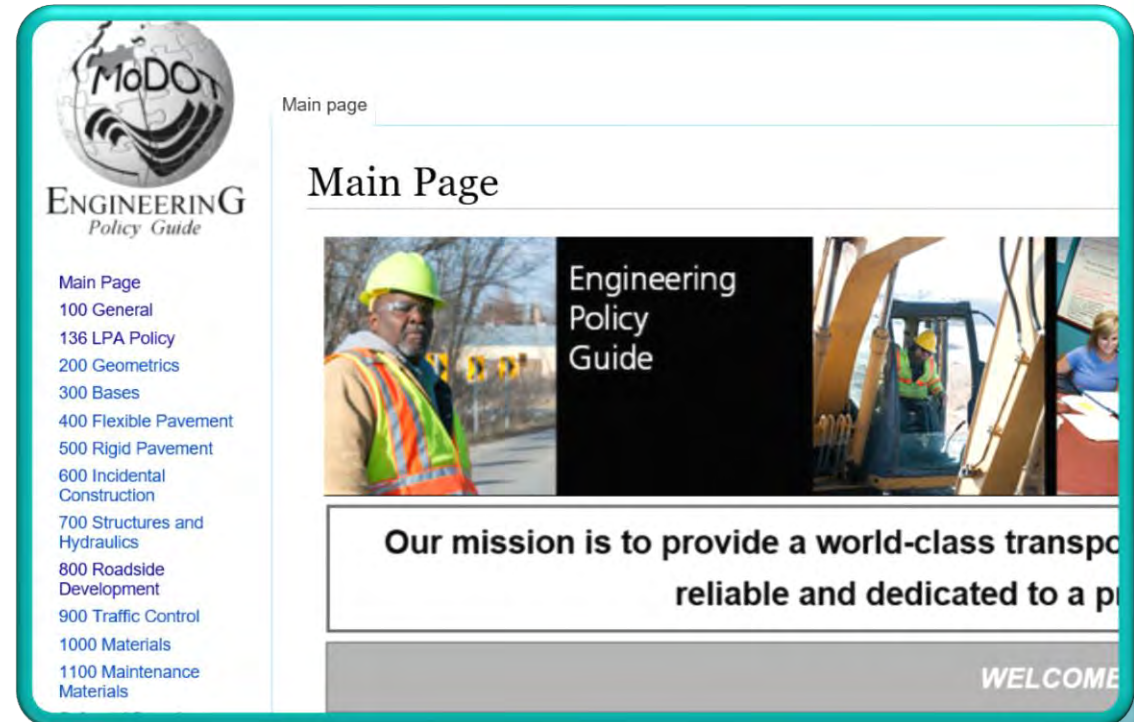 MoDOT
ENGINEERING
Policy Guide
Main Page
100 General
136 LPA Policy
200 Geometrics
300 Bases
400 Flexible Pavement
500 Rigid Pavement
600 Incidental
Construction
700 Structures and
Hydraulics
800 Roadside
Development
900 Traffic Control
1000 Materials
1100 Maintenance
Materials
Main page
Main Page
Engineering
Policy
Guide
Our mission is to provide a world-class transpo
reliable and dedicated to a p
WELCOME